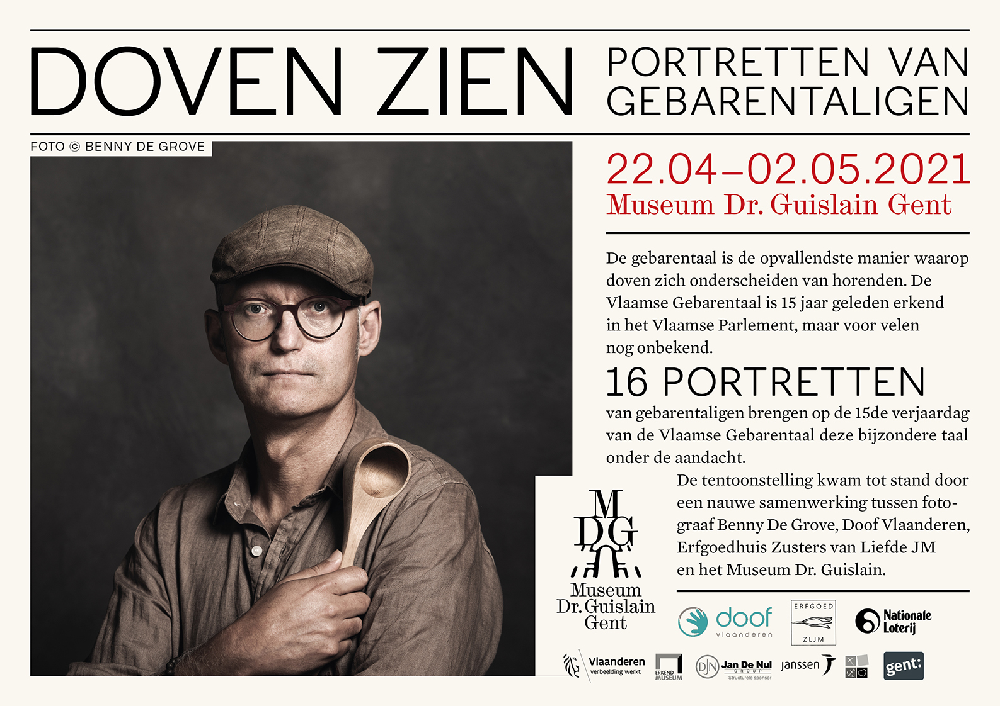 DOVEN ZIEN
PORTRETTEN VAN
GEBARENTALIGEN
FOTO © BENNY DE GROVE
22.04–02.05.2021
Museum Dr. Guislain Gent
De gebarentaal is de opvallendste manier waarop
doven zich onderscheiden van horenden. De
Vlaamse Gebarentaal is 15 jaar geleden erkend
in het Vlaamse Parlement, maar voor velen
nog onbekend.
16 PORTRETTEN
van gebarentaligen brengen op de 15de verjaardag
van de Vlaamse Gebarentaal deze bijzondere taal
onder de aandacht.
De tentoonstelling kwam tot stand door
een nauwe samenwerking tussen foto-
graaf Benny De Grove, Doof Vlaanderen,
Erfgoedhuis Zusters van Liefde JM
en het Museum Dr. Guislain.
M
DG
Museum
Dr. Guislain
Gent
doof
vlaanderen
ERFGOED
ZLJM
Nationale
Loterij
Vlaanderen
verbeelding werkt
ERKEND
MUSEUM
DJN
Jan De Nul
GROUP
Structurele sponsor
janssen
gent: